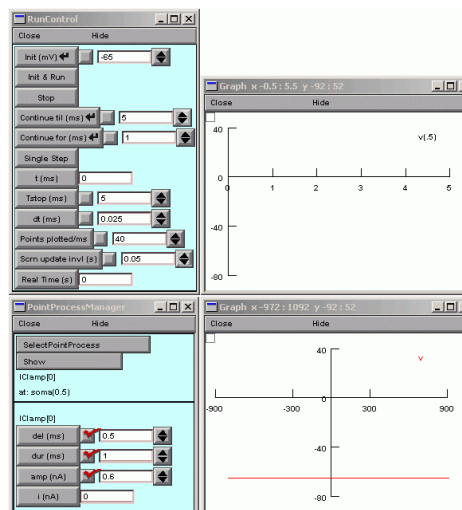 RunControl
Close Hide
Init (mV) -65
Init & Run
Stop
Continue til (ms) 5
Continue for (ms) 1
Single Step
t (ms) 0
Tstop (ms) 5
dt (ms) 0.025
Points plotted/ms 40
Scrn update invl (s) 0.05
Real Time (s) 0
Graph x -0.5 : 5.5 y -92 : 52
Close Hide
40
v(.5)
0
0 1 2 3 4 5
-80
PointProcessManager
Close Hide
SelectPointProcess
Show
IClamp[0]
at: soma(0.5)
IClamp[0]
del (ms) 0.5
dur (ms) 1
amp (nA) 0.6
i (nA) 0
Graph x -972 : 1092 y -92 : 52
Close Hide
40
v
0
-900 -300 300 900
-40
-80